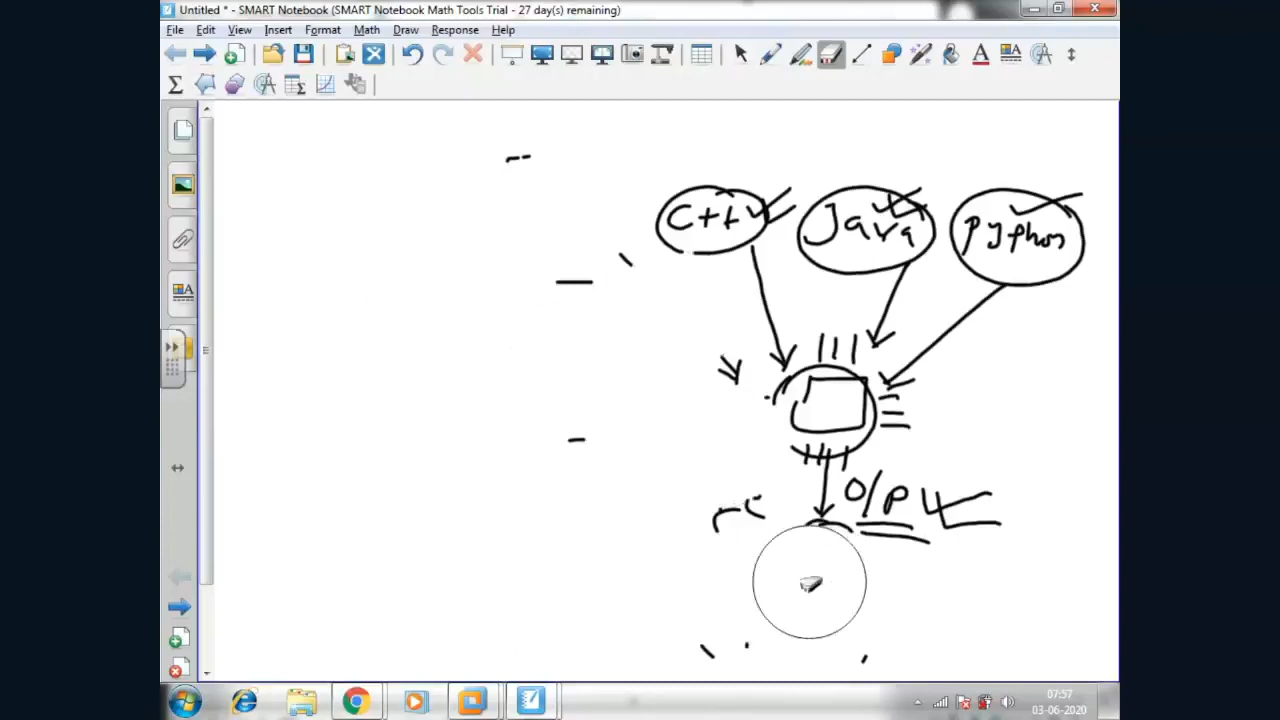 Untitled * - SMART Notebook (SMART Notebook Math Tools Trial - 27 day(s) remaining)
File Edit View Insert Format Math Draw Response Help
C++ Java Python
O/P
07:57
03-06-2020